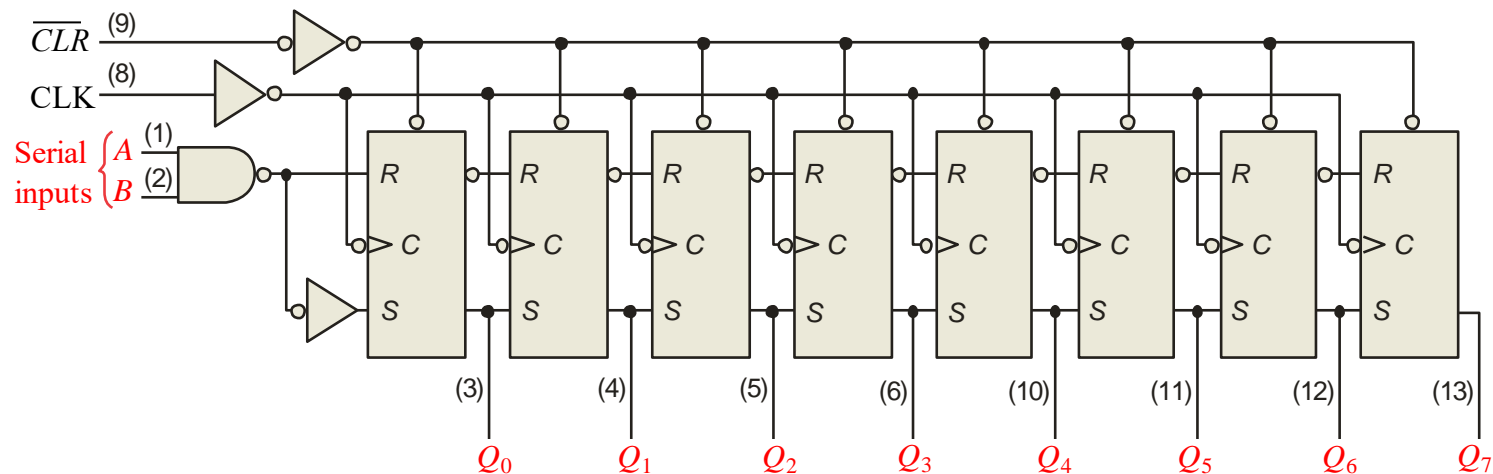 CLR (9)
CLK (8)
Serial inputs { A (1)
B (2)
R R R R R R R R
C C C C C C C C
S S S S S S S S
(3) (4) (5) (6) (10) (11) (12) (13)
Q0 Q1 Q2 Q3 Q4 Q5 Q6 Q7